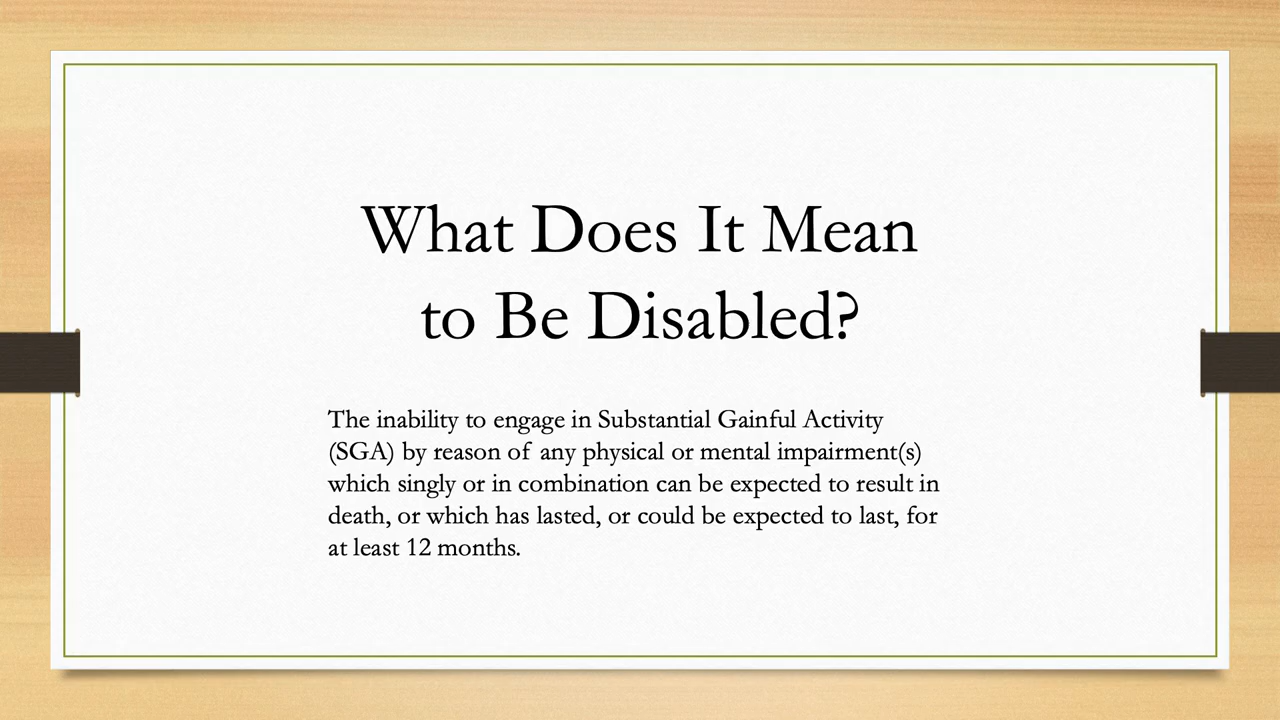 What Does It Mean
to Be Disabled?
The inability to engage in Substantial Gainful Activity
(SGA) by reason of any physical or mental impairment(s)
which singly or in combination can be expected to result in
death, or which has lasted, or could be expected to last, for
at least 12 months.